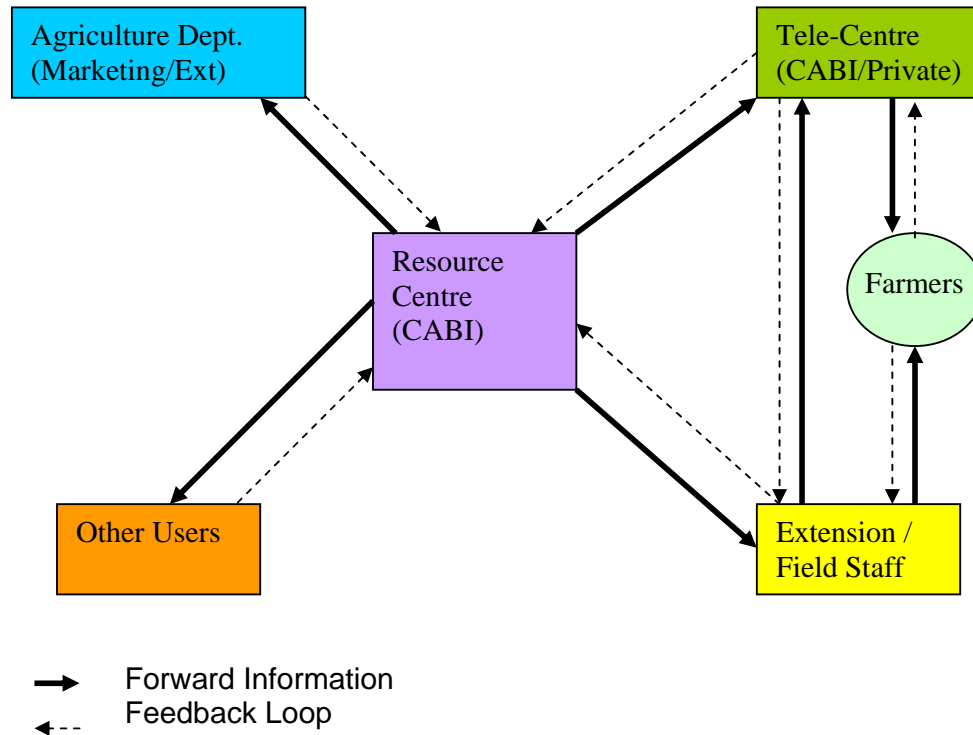 Agriculture Dept.
(Marketing/Ext)
Tele-Centre
(CABI/Private)
Resource
Centre
(CABI)
Farmers
Other Users
Extension /
Field Staff
Forward Information
Feedback Loop